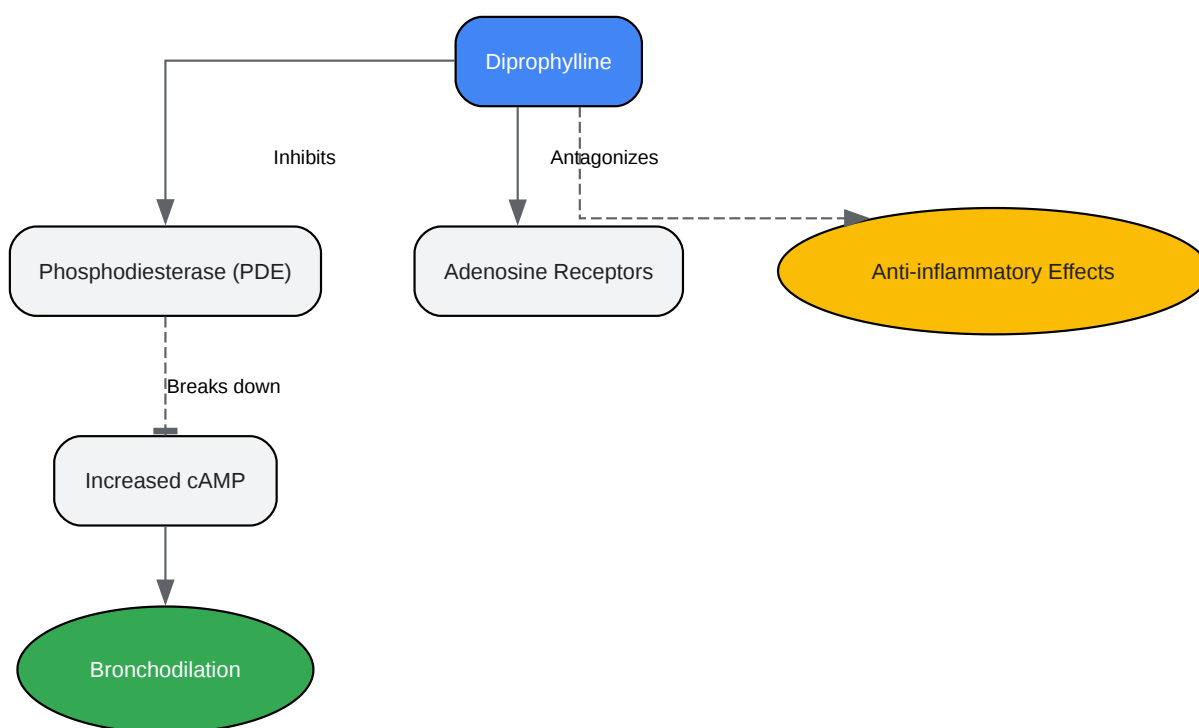 Diprophylline
Inhibits
Antagonizes
Phosphodiesterase (PDE)
Adenosine Receptors
Anti-inflammatory Effects
Breaks down
Increased cAMP
Bronchodilation